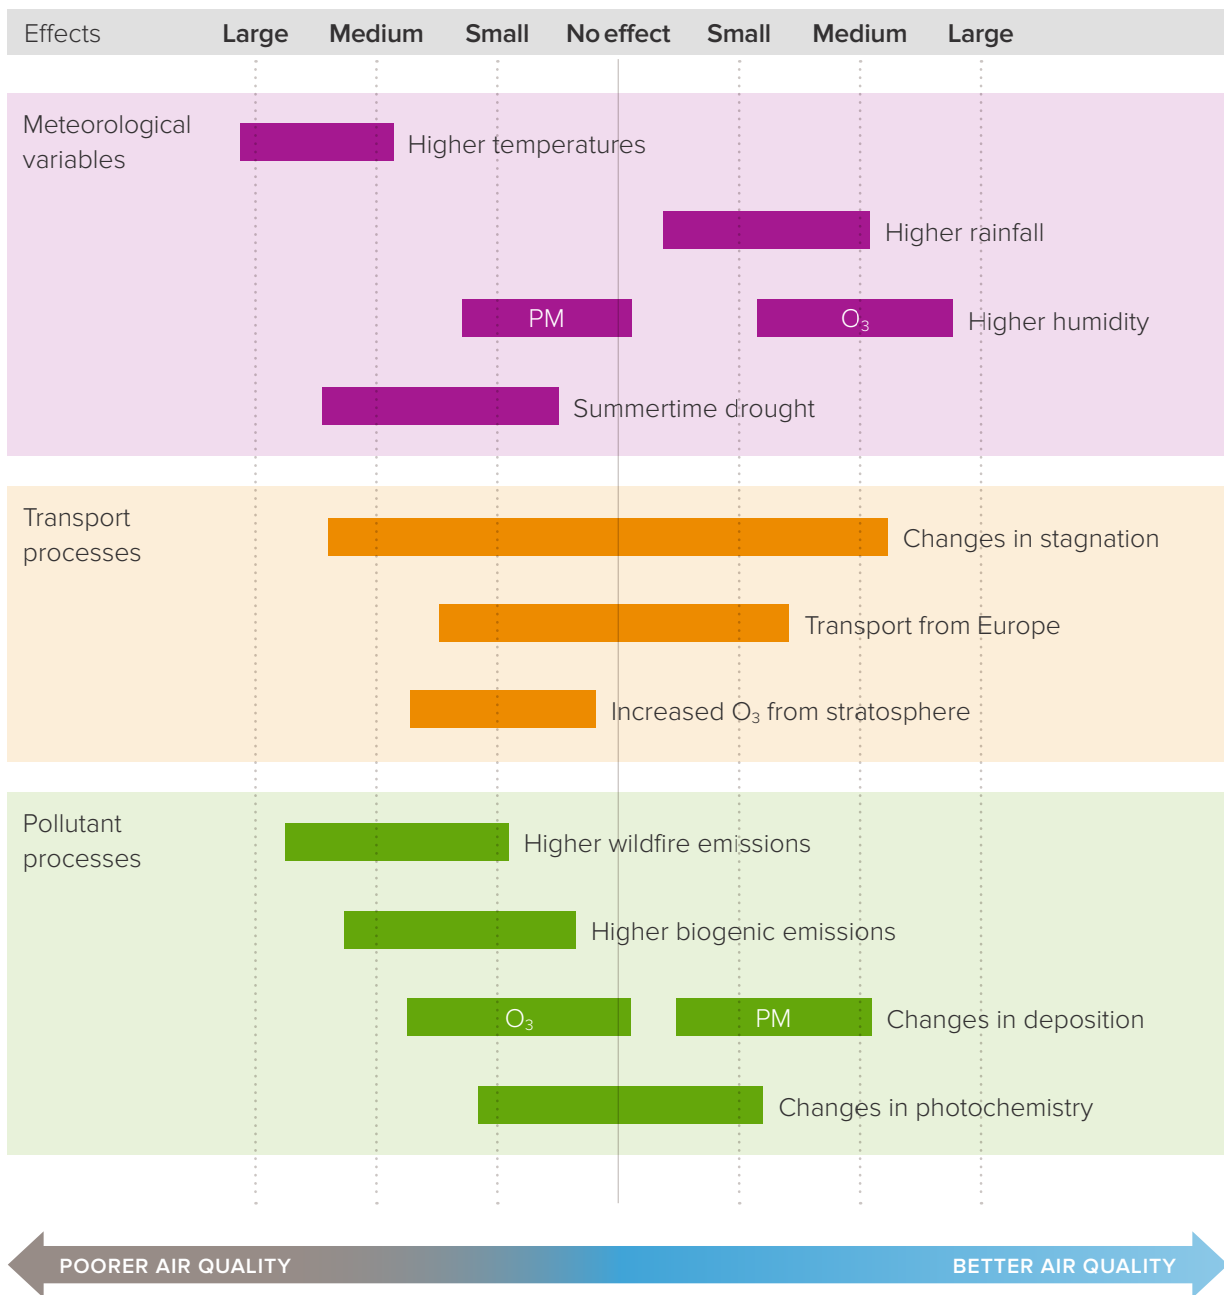 Effects Large Medium Small No effect Small Medium Large
Meteorological
variables
Higher temperatures
Higher rainfall
PM O₃ Higher humidity
Summertime drought
Transport
processes
Changes in stagnation
Transport from Europe
Increased O₃ from stratosphere
Pollutant
processes
Higher wildfire emissions
Higher biogenic emissions
O₃ PM Changes in deposition
Changes in photochemistry
POORER AIR QUALITY BETTER AIR QUALITY